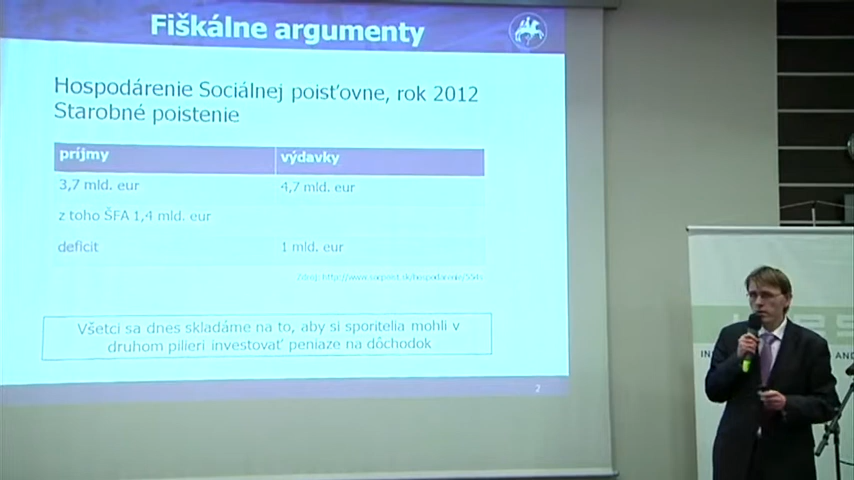 Fiškálne argumenty
Hospodárenie Sociálnej poisťovne, rok 2012
Starobné poistenie
príjmy výdavky
3,7 mld. eur 4,7 mld. eur
z toho ŠFA 1,4 mld. eur
deficit 1 mld. eur
Všetci sa dnes skladáme na to, aby si sporitelia mohli v
druhom pilieri investovať peniaze na dôchodok
2